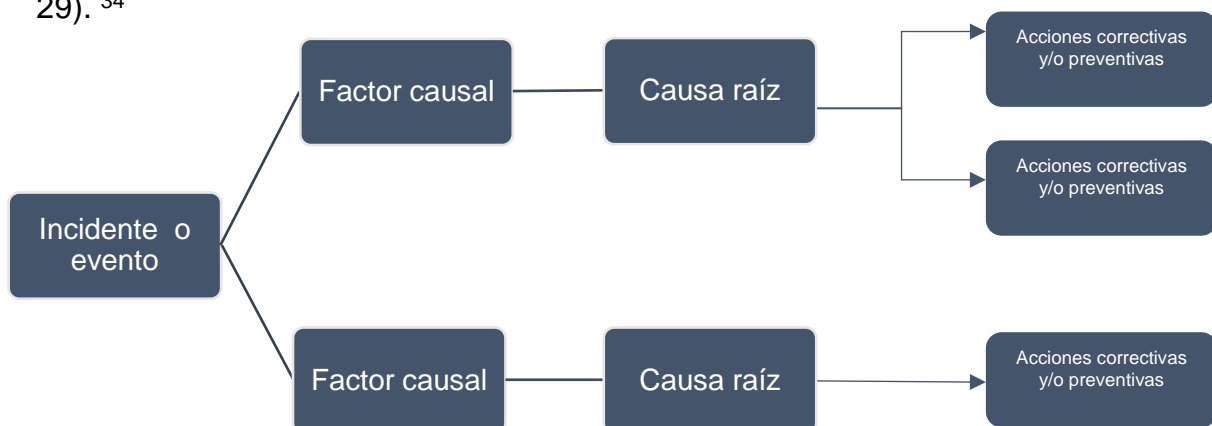 29). 34
Factor causal
Causa raíz
Acciones correctivas
y/o preventivas
Acciones correctivas
y/o preventivas
Incidente o
evento
Factor causal
Causa raíz
Acciones correctivas
y/o preventivas